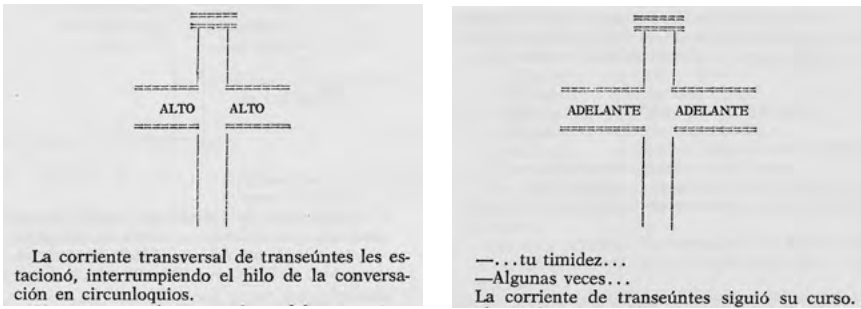 ALTO ALTO
La corriente transversal de transeúntes les es-
tacionó, interrumpiendo el hilo de la conversa-
ción en circunloquios.
ADELANTE ADELANTE
—...tu timidez...
—Algunas veces...
La corriente de transeúntes siguió su curso.